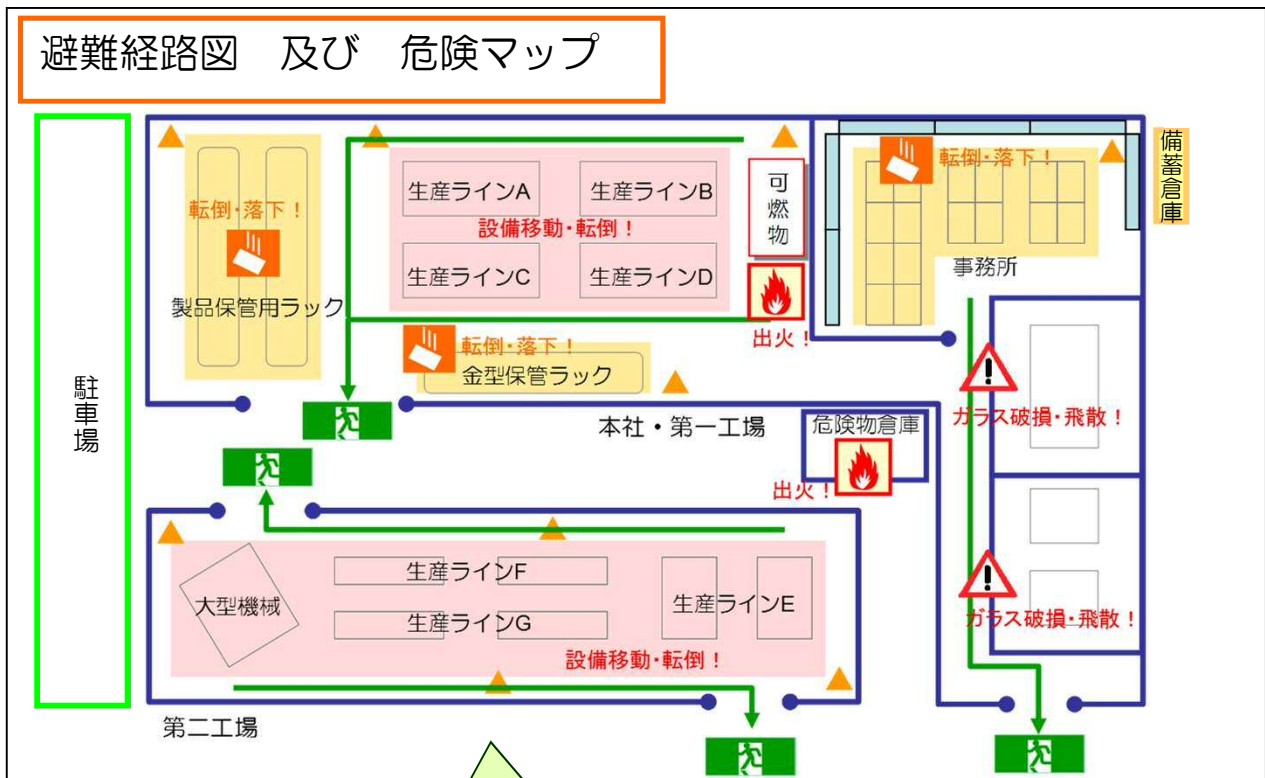 避難経路図　及び　危険マップ
駐車場
備蓄倉庫
転倒・落下！
製品保管用ラック
生産ラインA
生産ラインB
設備移動・転倒！
生産ラインC
生産ラインD
可燃物
出火！
転倒・落下！
金型保管ラック
転倒・落下！
事務所
ガラス破損・飛散！
本社・第一工場
危険物倉庫
出火！
ガラス破損・飛散！
大型機械
生産ラインF
生産ラインG
生産ラインE
設備移動・転倒！
第二工場